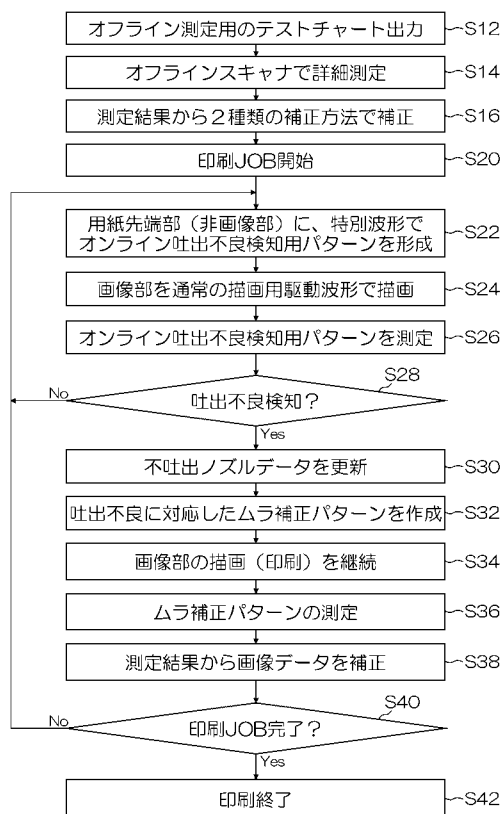 オフライン測定用のテストチャート出力 S12
オフラインスキャナで詳細測定 S14
測定結果から2種類の補正方法で補正 S16
印刷JOB開始 S20
用紙先端部（非画像部）に、特別波形で
オンライン吐出不良検知用パターンを形成 S22
画像部を通常の描画用駆動波形で描画 S24
オンライン吐出不良検知用パターンを測定 S26
S28
No 吐出不良検知？
Yes
不吐出ノズルデータを更新 S30
吐出不良に対応したムラ補正パターンを作成 S32
画像部の描画（印刷）を継続 S34
ムラ補正パターンの測定 S36
測定結果から画像データを補正 S38
S40
No 印刷JOB完了？
Yes
印刷終了 S42